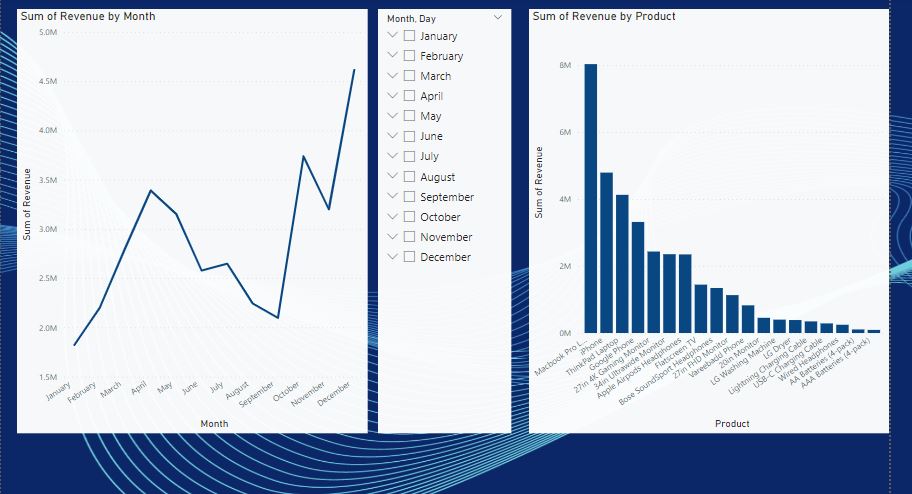 Sum of Revenue by Month
5.0M
4.5M
4.0M
3.5M
3.0M
2.5M
2.0M
1.5M
Sum of Revenue
January
February
March
April
May
June
July
August
September
October
November
December
Month
Month, Day
January
February
March
April
May
June
July
August
September
October
November
December
Sum of Revenue by Product
8M
6M
4M
2M
0M
Sum of Revenue
Macbook Pro L...
iPhone
ThinkPad Laptop
Google Phone
27in 4K Gaming Monitor
34in Ultrawide Monitor
Apple Airpods Headphones
Flatscreen TV
Bose SoundSport Headphones
27in FHD Monitor
Vareebadd Phone
20in Monitor
LG Washing Machine
LG Dryer
Lightning Charging Cable
USB-C Charging Cable
Wired Headphones
AA Batteries (4-pack)
AAA Batteries (4-pack)
Product